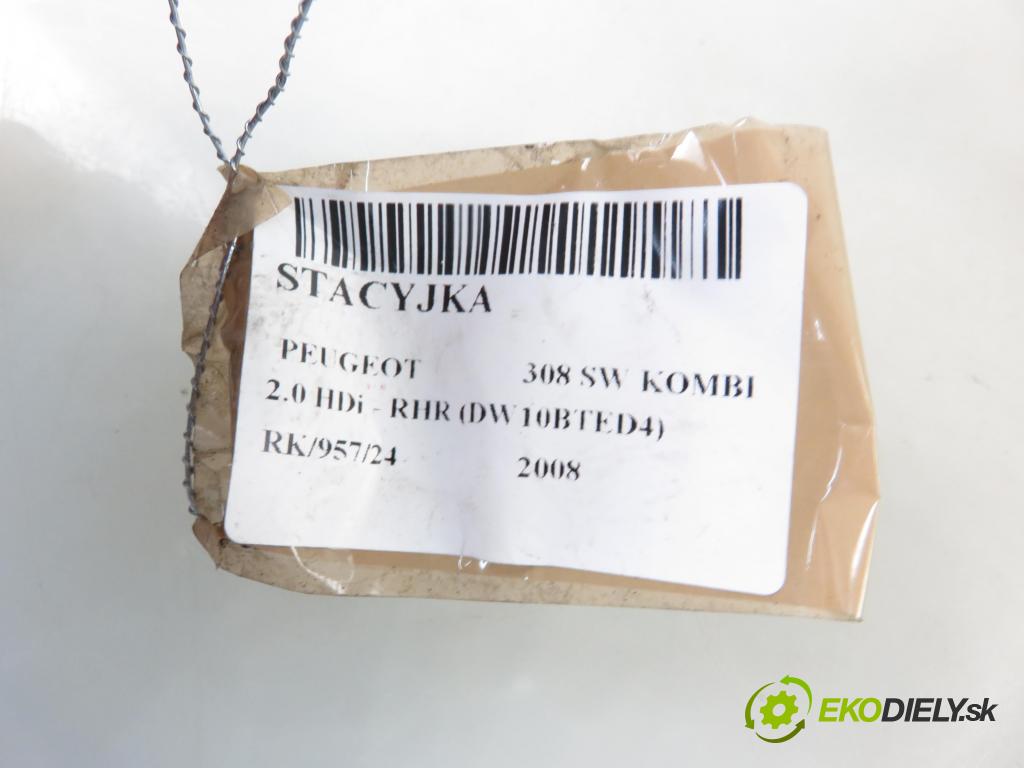 STACYJKA
PEUGEOT 308 SW KOMBI
2.0 HDi - RHR (DW10BTED4)
RK/957/24 2008
EKODIELY.sk